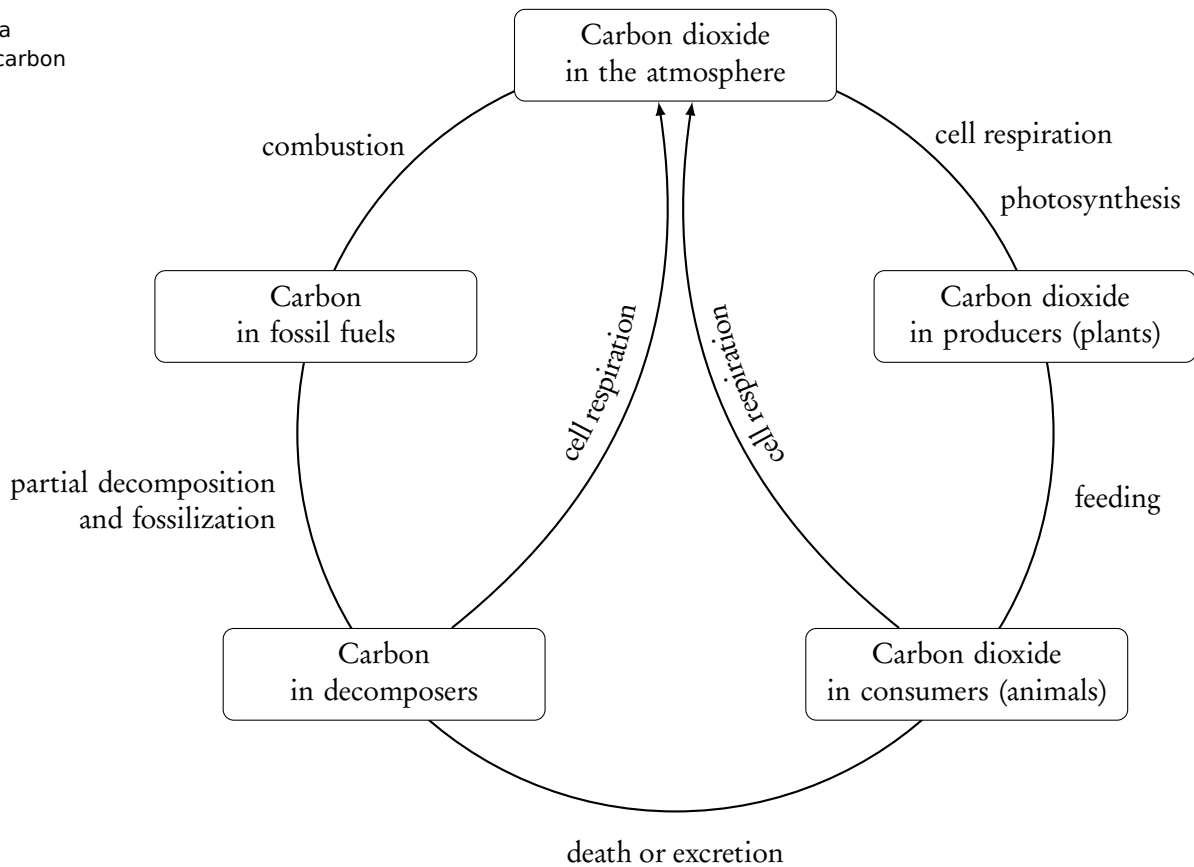 a
carbon
Carbon dioxide
in the atmosphere
combustion
cell respiration
photosynthesis
Carbon
in fossil fuels
Carbon dioxide
in producers (plants)
cell respiration
cell respiration
partial decomposition
and fossilization
feeding
Carbon
in decomposers
Carbon dioxide
in consumers (animals)
death or excretion